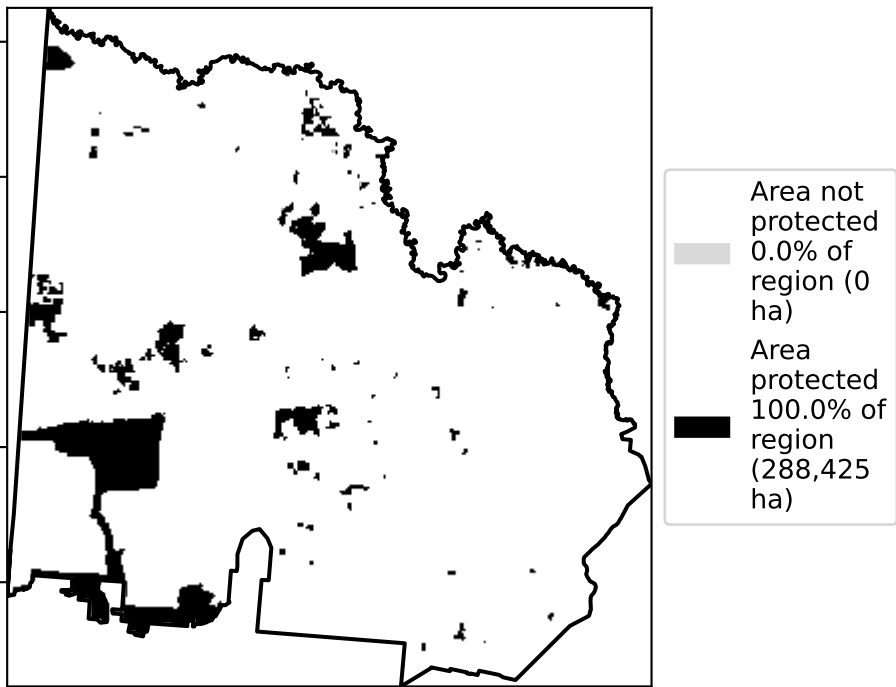 Area not
protected
0.0% of
region (0
ha)
Area
protected
100.0% of
region
(288,425
ha)